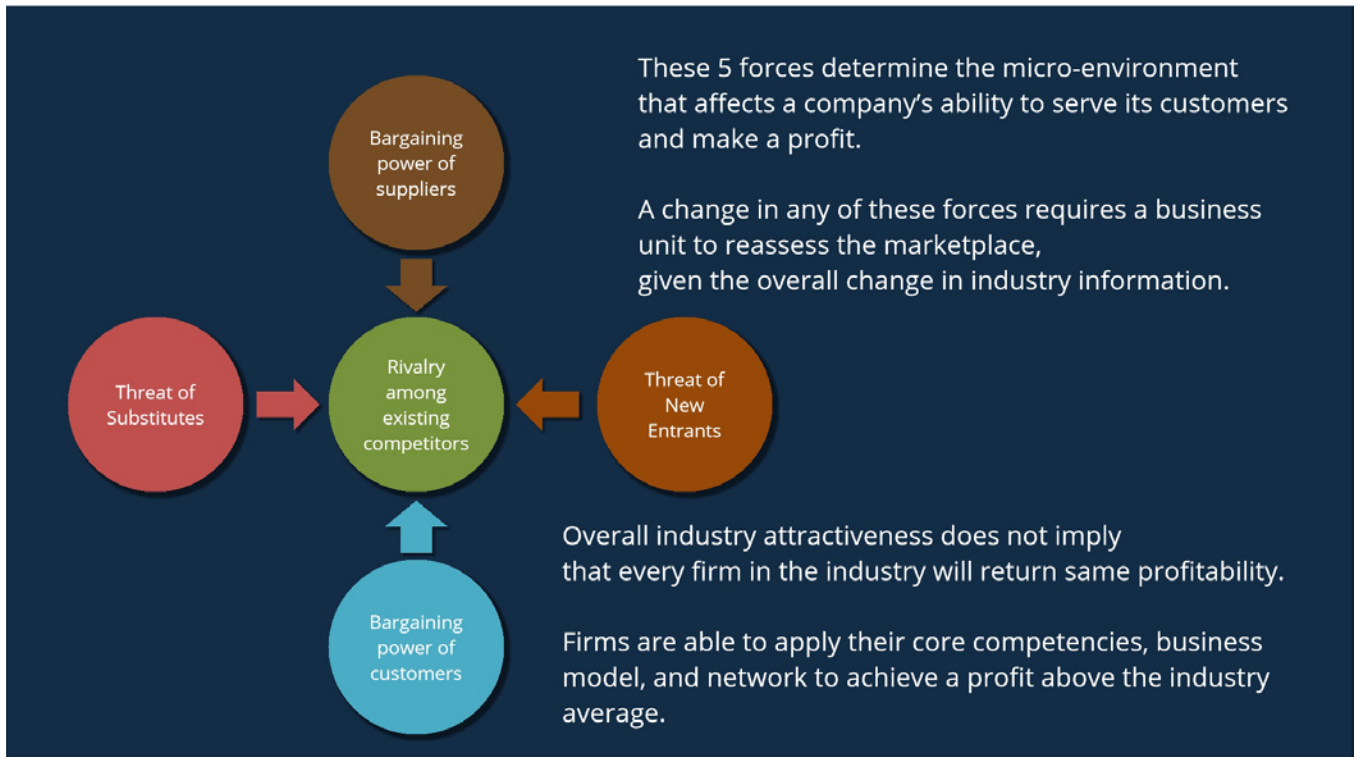 These 5 forces determine the micro-environment
that affects a company's ability to serve its customers
and make a profit.
A change in any of these forces requires a business
unit to reassess the marketplace,
given the overall change in industry information.
Bargaining
power of
suppliers
Threat of
Substitutes
Rivalry
among
existing
competitors
Threat of
New
Entrants
Bargaining
power of
customers
Overall industry attractiveness does not imply
that every firm in the industry will return same profitability.
Firms are able to apply their core competencies, business
model, and network to achieve a profit above the industry
average.